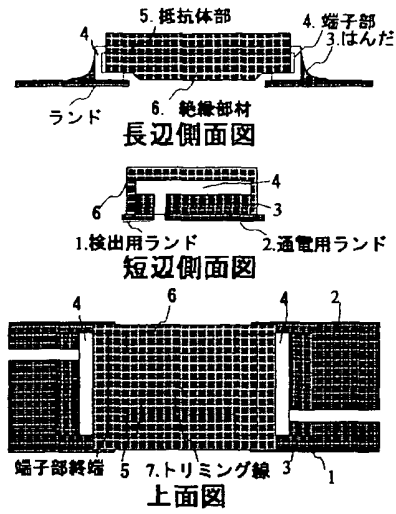 4
5. 抵抗体部
4. 端子部
3. はんだ
6. 絶縁部材
ランド
長辺側面図
6
4
3
1. 検出用ランド
2. 通電用ランド
短辺側面図
4
6
4
2
端子部終端
5
7. トリミング線
3
1
上面図